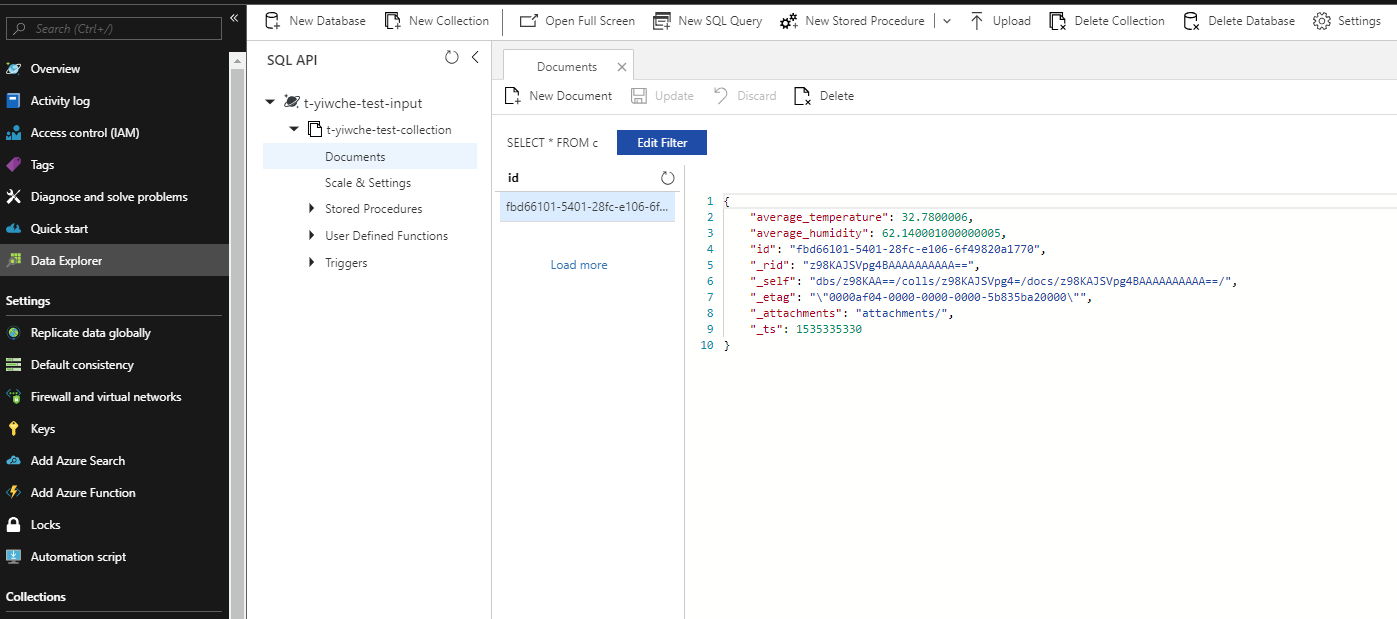 Search (Ctrl+/)
«
Overview
Activity log
Access control (IAM)
Tags
Diagnose and solve problems
Quick start
Data Explorer
Settings
Replicate data globally
Default consistency
Firewall and virtual networks
Keys
Add Azure Search
Add Azure Function
Locks
Automation script
Collections
New Database New Collection Open Full Screen New SQL Query New Stored Procedure Upload Delete Collection Delete Database Settings
SQL API
t-yiwche-test-input
t-yiwche-test-collection
Documents
Scale & Settings
Stored Procedures
User Defined Functions
Triggers
Documents
New Document Update Discard Delete
SELECT * FROM c Edit Filter
id
fbd66101-5401-28fc-e106-6f...
Load more
1 {
2 "average_temperature": 32.7800006,
3 "average_humidity": 62.140001000000005,
4 "id": "fbd66101-5401-28fc-e106-6f49820a1770",
5 "_rid": "z98KAJSVpg4BAAAAAAAAAA==",
6 "_self": "dbs/z98KAA==/colls/z98KAJSVpg4=/docs/z98KAJSVpg4BAAAAAAAAAA==/",
7 "_etag": "\"0000af04-0000-0000-0000-5b835ba20000\"",
8 "_attachments": "attachments/",
9 "_ts": 1535335330
10 }